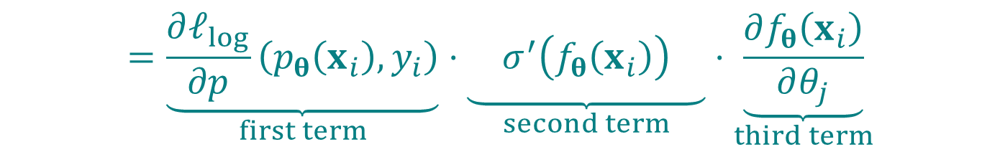 = ∂ℓ_log/∂p (p_𝛉(𝐱_i), y_i) · σ′(f_𝛉(𝐱_i)) · ∂f_𝛉(𝐱_i)/∂θ_j
first term second term third term